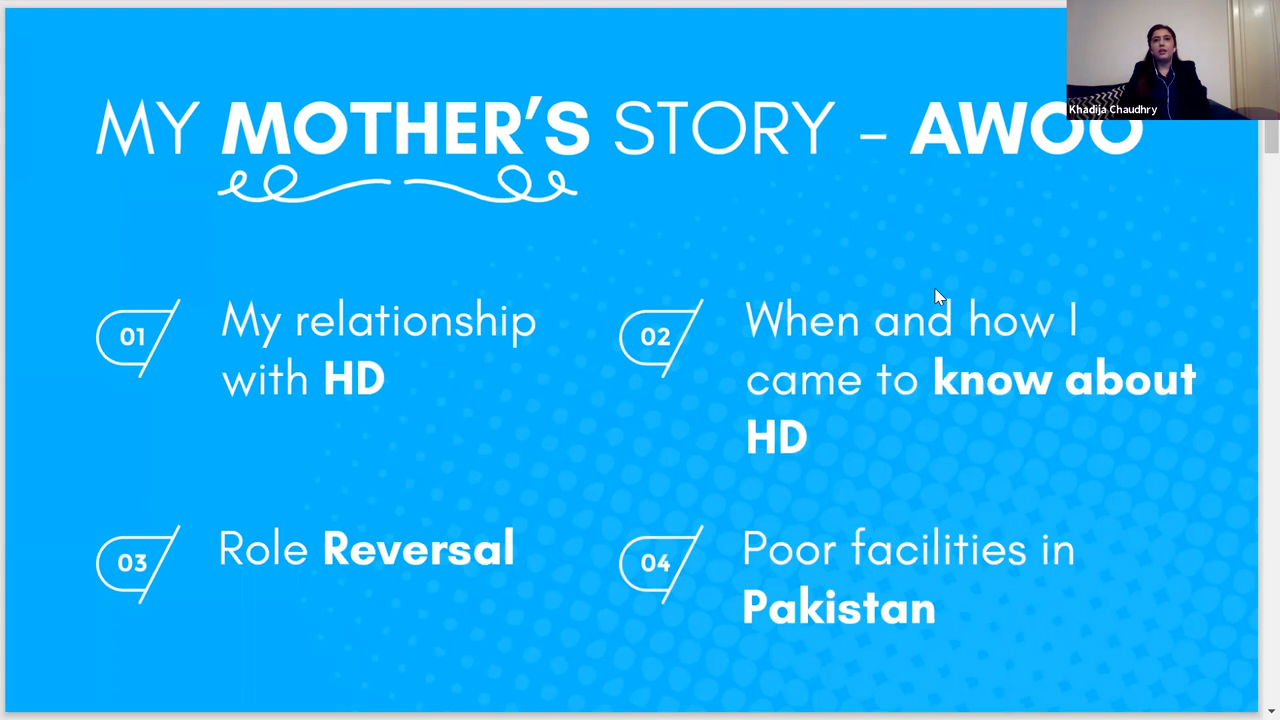 MY MOTHER'S STORY – AWOO
Khadija Chaudhry
01
My relationship
with HD
02
When and how I
came to know about
HD
03
Role Reversal
04
Poor facilities in
Pakistan